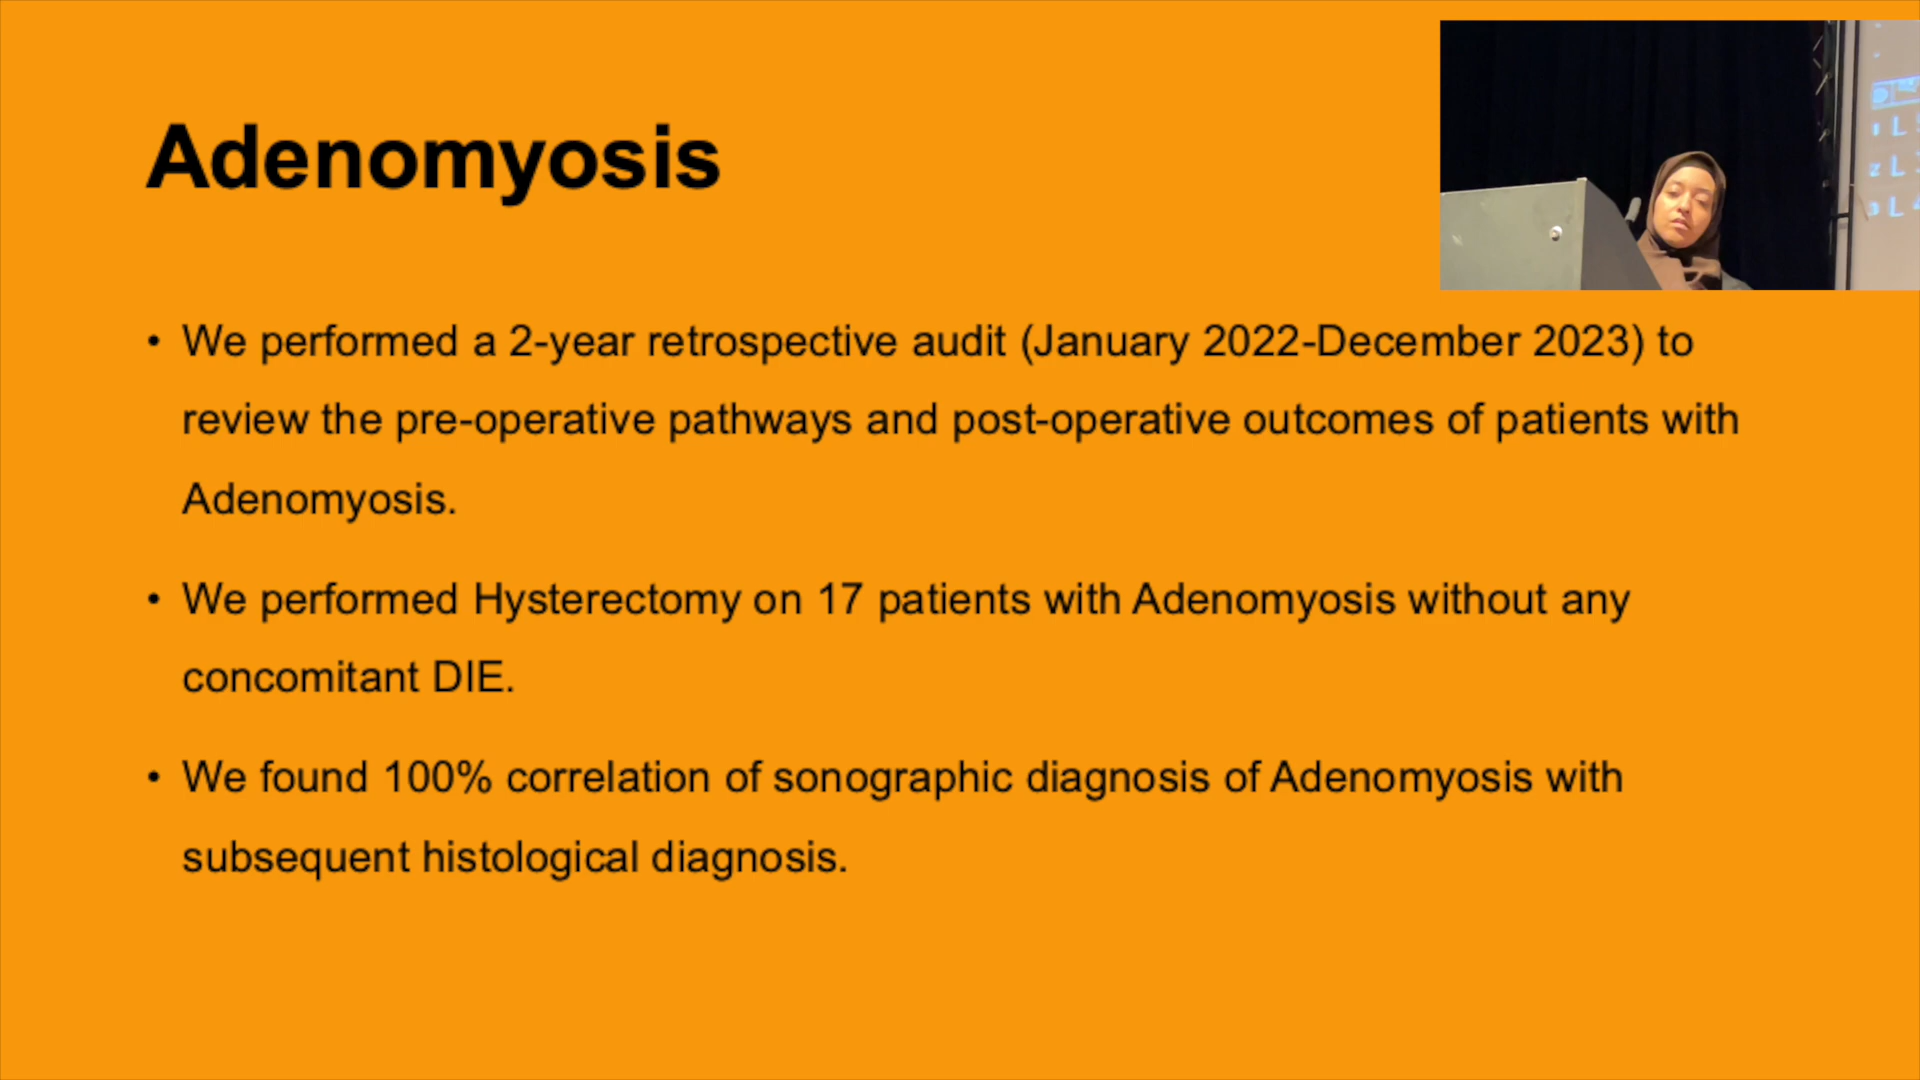 Adenomyosis
• We performed a 2-year retrospective audit (January 2022-December 2023) to
review the pre-operative pathways and post-operative outcomes of patients with
Adenomyosis.
• We performed Hysterectomy on 17 patients with Adenomyosis without any
concomitant DIE.
• We found 100% correlation of sonographic diagnosis of Adenomyosis with
subsequent histological diagnosis.